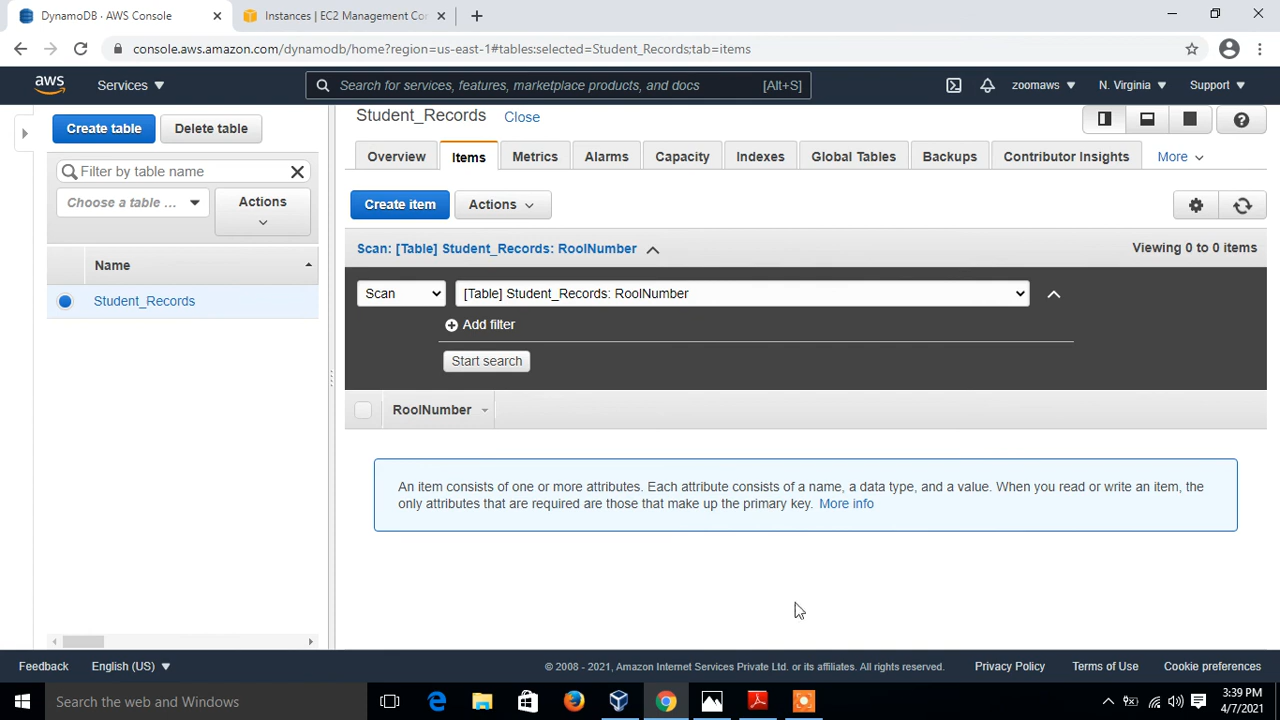 DynamoDB · AWS Console
Instances | EC2 Management Con
console.aws.amazon.com/dynamodb/home?region=us-east-1#tables:selected=Student_Records;tab=items
aws
Services
Search for services, features, marketplace products, and docs
[Alt+S]
zoomaws
N. Virginia
Support
Create table
Delete table
Filter by table name
Choose a table ...
Actions
Name
Student_Records
Student_Records
Close
Overview
Items
Metrics
Alarms
Capacity
Indexes
Global Tables
Backups
Contributor Insights
More
Create item
Actions
Scan: [Table] Student_Records: RoolNumber
Viewing 0 to 0 items
Scan
[Table] Student_Records: RoolNumber
Add filter
Start search
RoolNumber
An item consists of one or more attributes. Each attribute consists of a name, a data type, and a value. When you read or write an item, the
only attributes that are required are those that make up the primary key. More info
Feedback
English (US)
© 2008 - 2021, Amazon Internet Services Private Ltd. or its affiliates. All rights reserved.
Privacy Policy
Terms of Use
Cookie preferences
Search the web and Windows
3:39 PM
4/7/2021